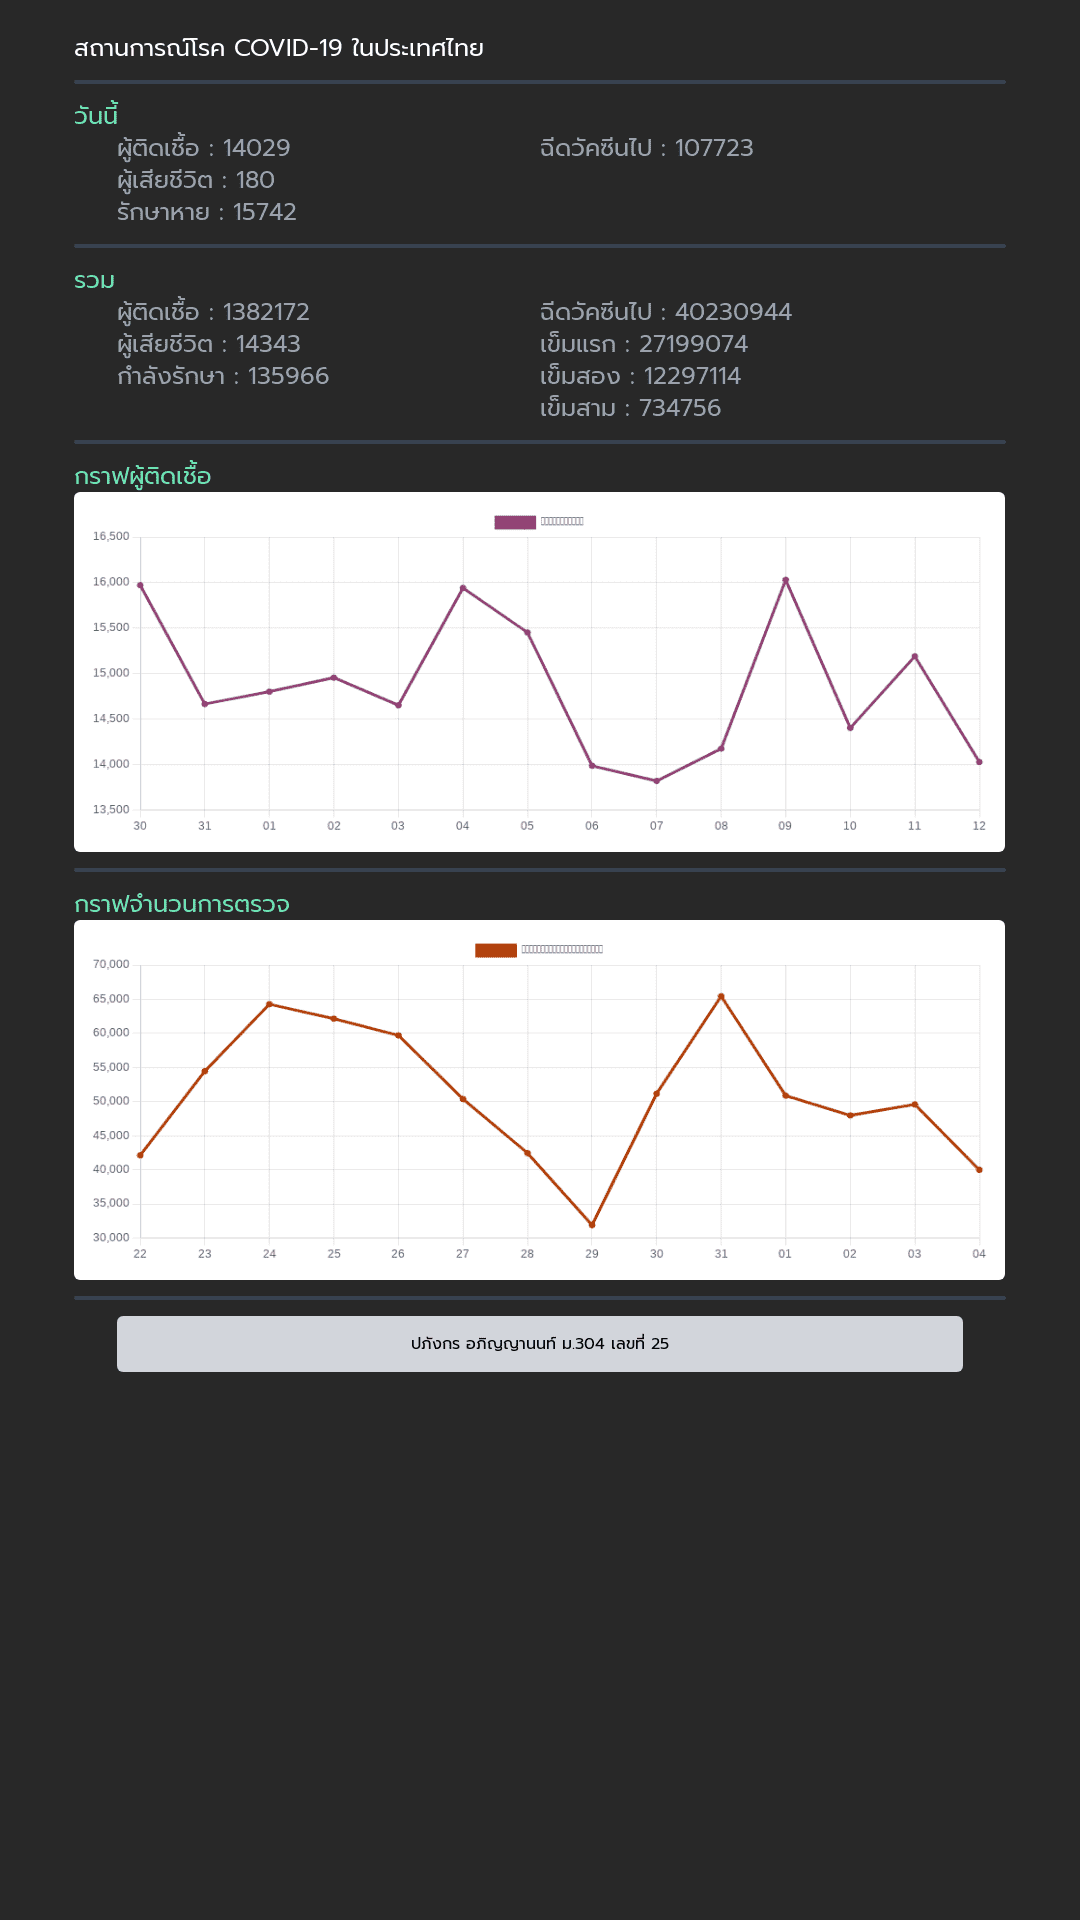 สถานการณ์โรค COVID-19 ในประเทศไทย
วันนี้
ผู้ติดเชื้อ : 14029
ผู้เสียชีวิต : 180
รักษาหาย : 15742
ฉีดวัคซีนไป : 107723
รวม
ผู้ติดเชื้อ : 1382172
ผู้เสียชีวิต : 14343
กำลังรักษา : 135966
ฉีดวัคซีนไป : 40230944
เข็มแรก : 27199074
เข็มสอง : 12297114
เข็มสาม : 734756
กราฟผู้ติดเชื้อ
16,500
16,000
15,500
15,000
14,500
14,000
13,500
30 31 01 02 03 04 05 06 07 08 09 10 11 12
กราฟจำนวนการตรวจ
70,000
65,000
60,000
55,000
50,000
45,000
40,000
35,000
30,000
22 23 24 25 26 27 28 29 30 31 01 02 03 04
ปภังกร อภิญญานนท์ ม.304 เลขที่ 25